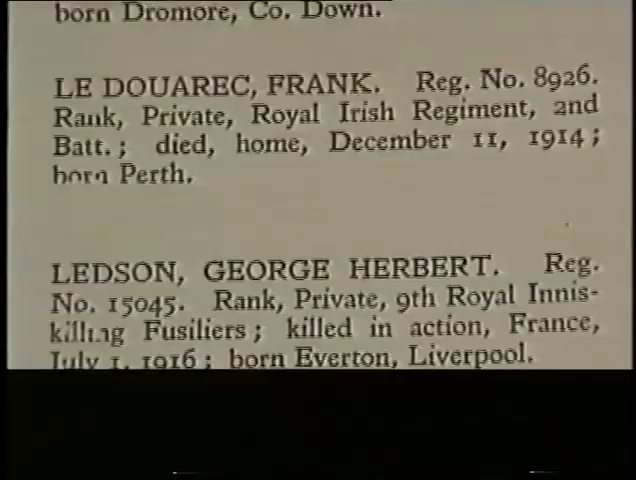 born Dromore, Co. Down.
LE DOUAREC, FRANK. Reg. No. 8926.
Rank, Private, Royal Irish Regiment, 2nd
Batt.; died, home, December 11, 1914;
born Perth.
LEDSON, GEORGE HERBERT. Reg.
No. 15045. Rank, Private, 9th Royal Innis-
killing Fusiliers; killed in action, France,
July 1, 1916; born Everton, Liverpool.